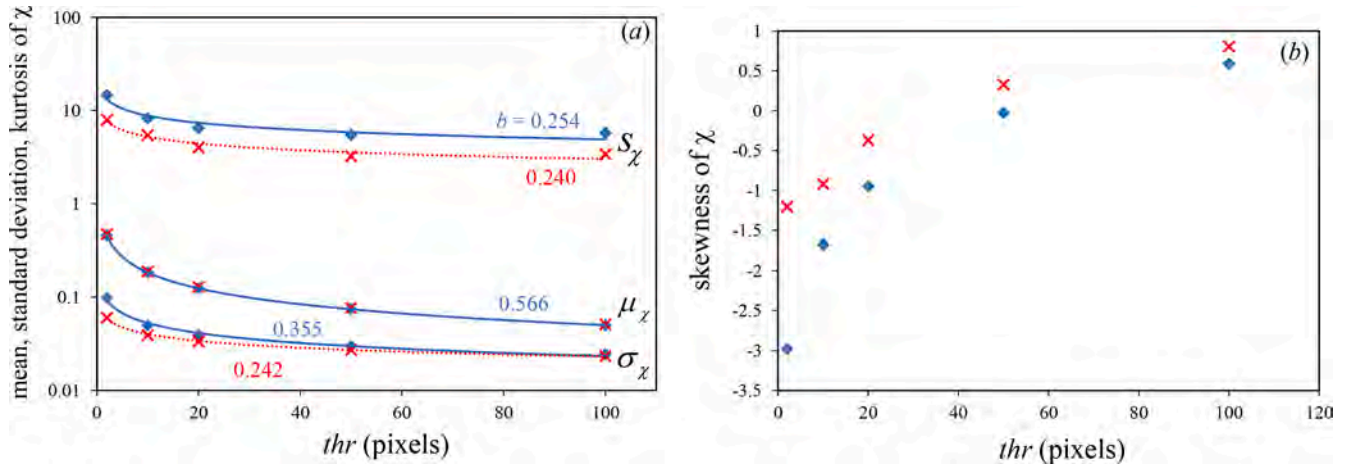 mean, standard deviation, kurtosis of χ
100
10
1
0.1
0.01
(a)
b = 0.254
s_χ
0.240
0.566
μ_χ
0.355
0.242
σ_χ
0 20 40 60 80 100
thr (pixels)
skewness of χ
1
0.5
0
-0.5
-1
-1.5
-2
-2.5
-3
-3.5
(b)
0 20 40 60 80 100 120
thr (pixels)